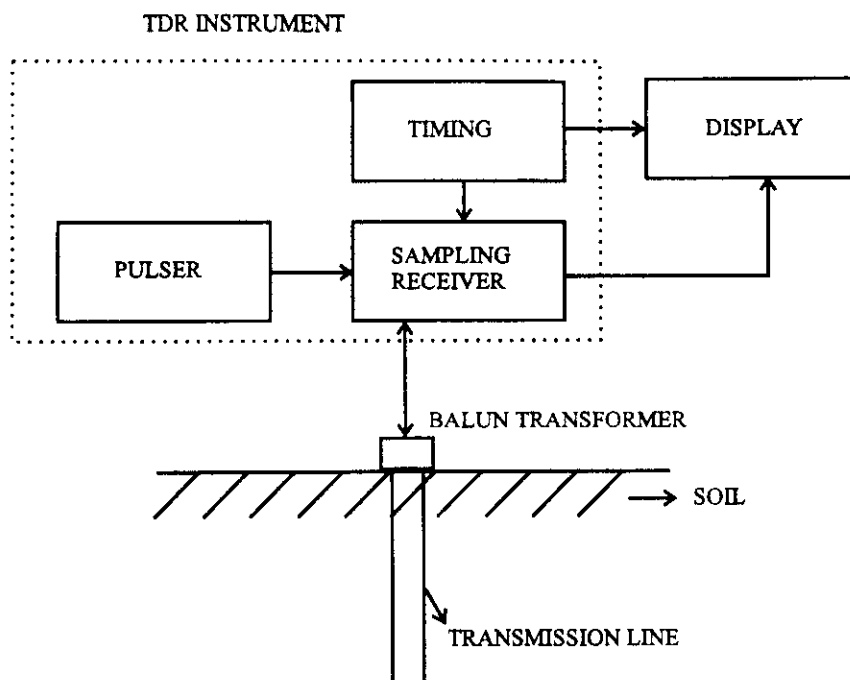 TDR INSTRUMENT
TIMING
DISPLAY
PULSER
SAMPLING
RECEIVER
BALUN TRANSFORMER
SOIL
TRANSMISSION LINE